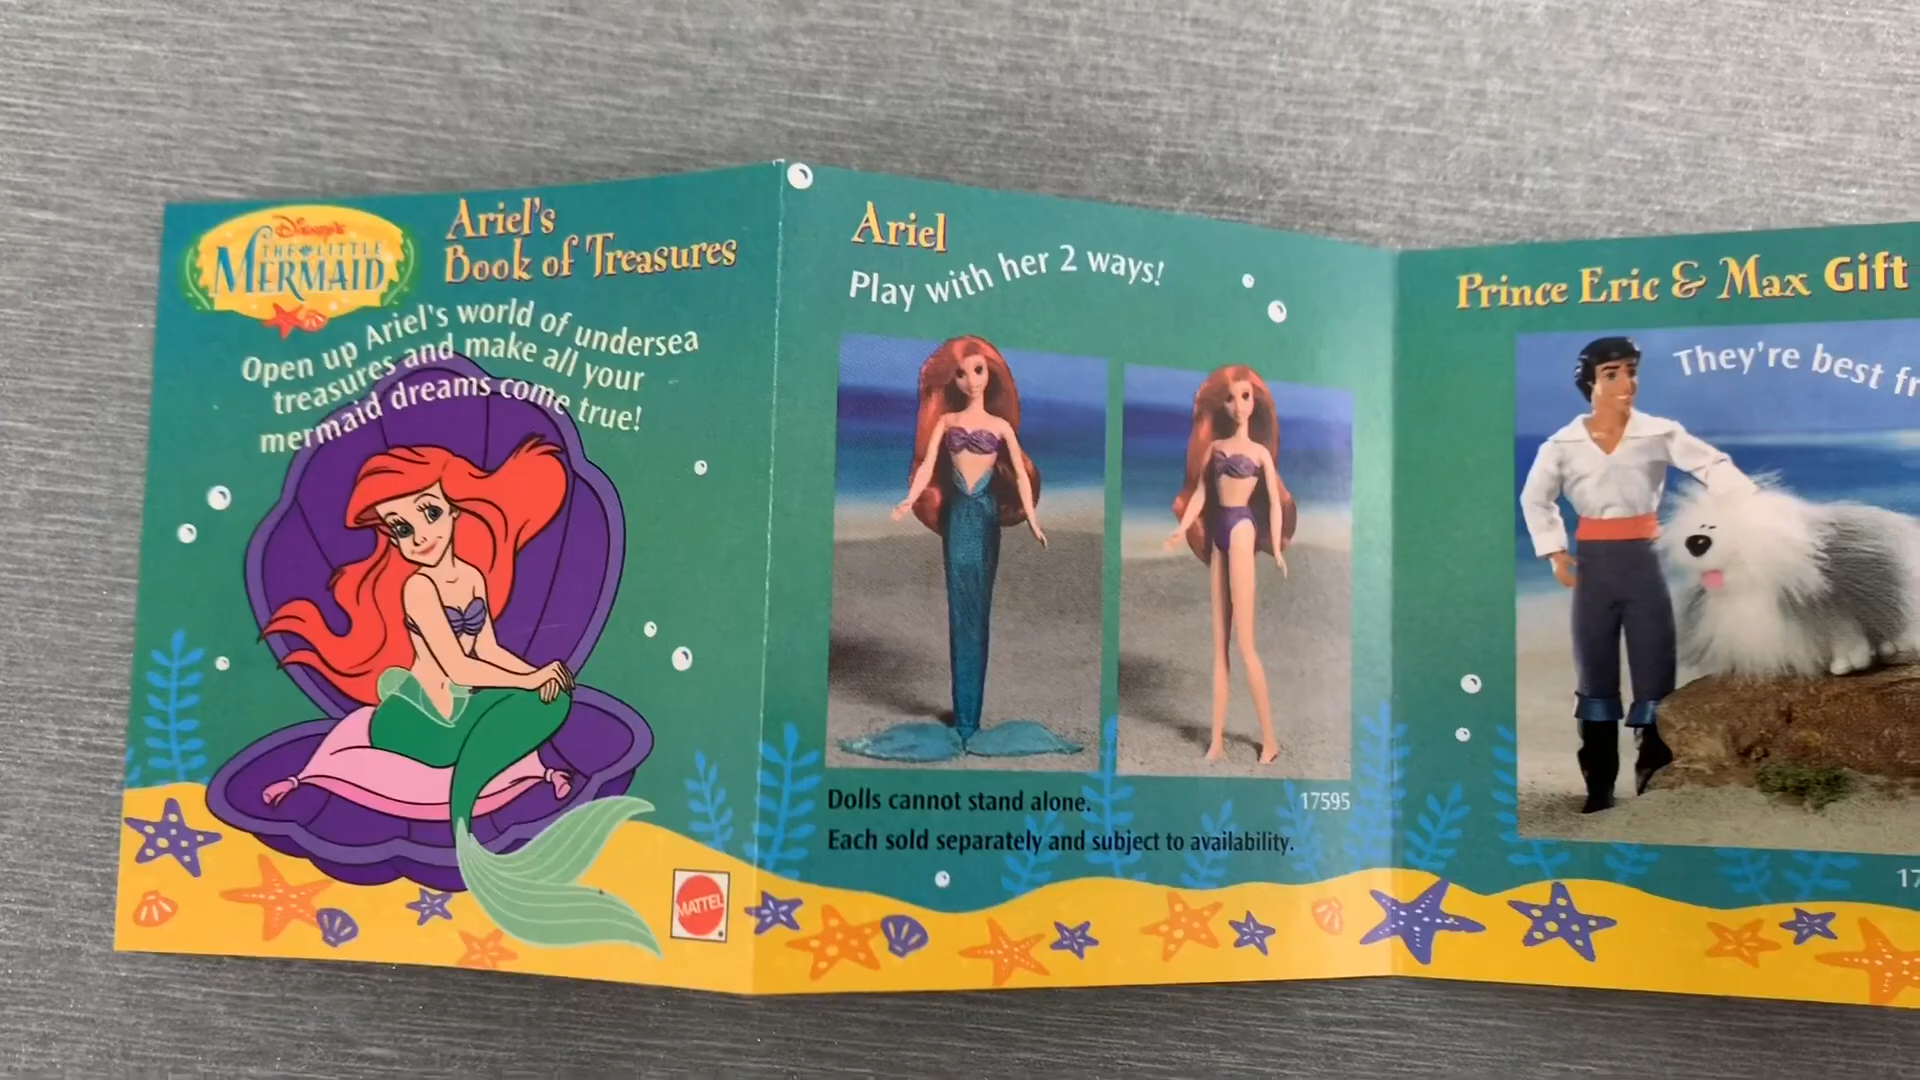 Disney's
THE LITTLE
MERMAID
Ariel's
Book of Treasures
Open up Ariel's world of undersea
treasures and make all your
mermaid dreams come true!
MATTEL
Ariel
Play with her 2 ways!
Dolls cannot stand alone.
17595
Each sold separately and subject to availability.
Prince Eric & Max Gift
They're best